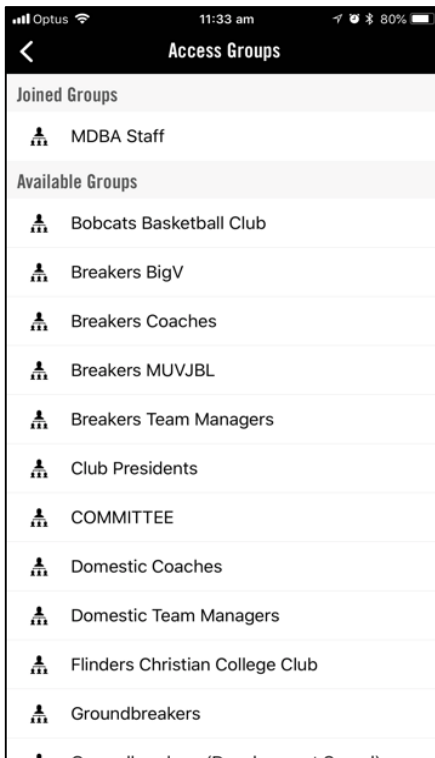 Optus 11:33 am 80%
Access Groups
Joined Groups
MDBA Staff
Available Groups
Bobcats Basketball Club
Breakers BigV
Breakers Coaches
Breakers MUVJBL
Breakers Team Managers
Club Presidents
COMMITTEE
Domestic Coaches
Domestic Team Managers
Flinders Christian College Club
Groundbreakers